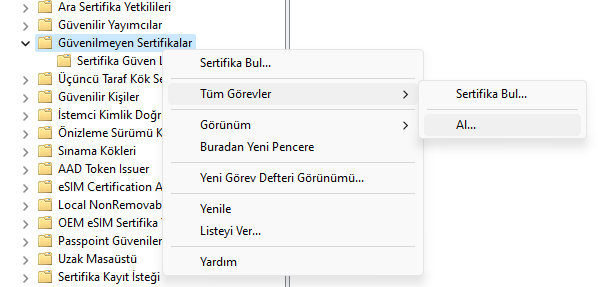 Ara Sertifika Yetkilileri
Güvenilir Yayımcılar
Güvenilmeyen Sertifikalar
Sertifika Güven L
Üçüncü Taraf Kök Se
Güvenilir Kişiler
İstemci Kimlik Doğr
Önizleme Sürümü K
Sınama Kökleri
AAD Token Issuer
eSIM Certification A
Local NonRemovab
OEM eSIM Sertifika
Passpoint Güvenilen
Uzak Masaüstü
Sertifika Kayıt İsteği
Sertifika Bul...
Tüm Görevler
Görünüm
Buradan Yeni Pencere
Yeni Görev Defteri Görünümü...
Yenile
Listeyi Ver...
Yardım
Sertifika Bul...
Al...